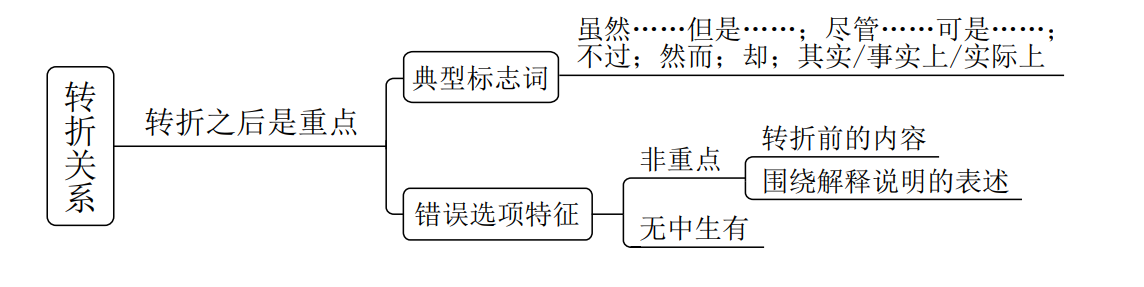 转折关系
转折之后是重点
典型标志词
虽然……但是……；尽管……可是……；
不过；然而；却；其实/事实上/实际上
错误选项特征
非重点
转折前的内容
围绕解释说明的表述
无中生有